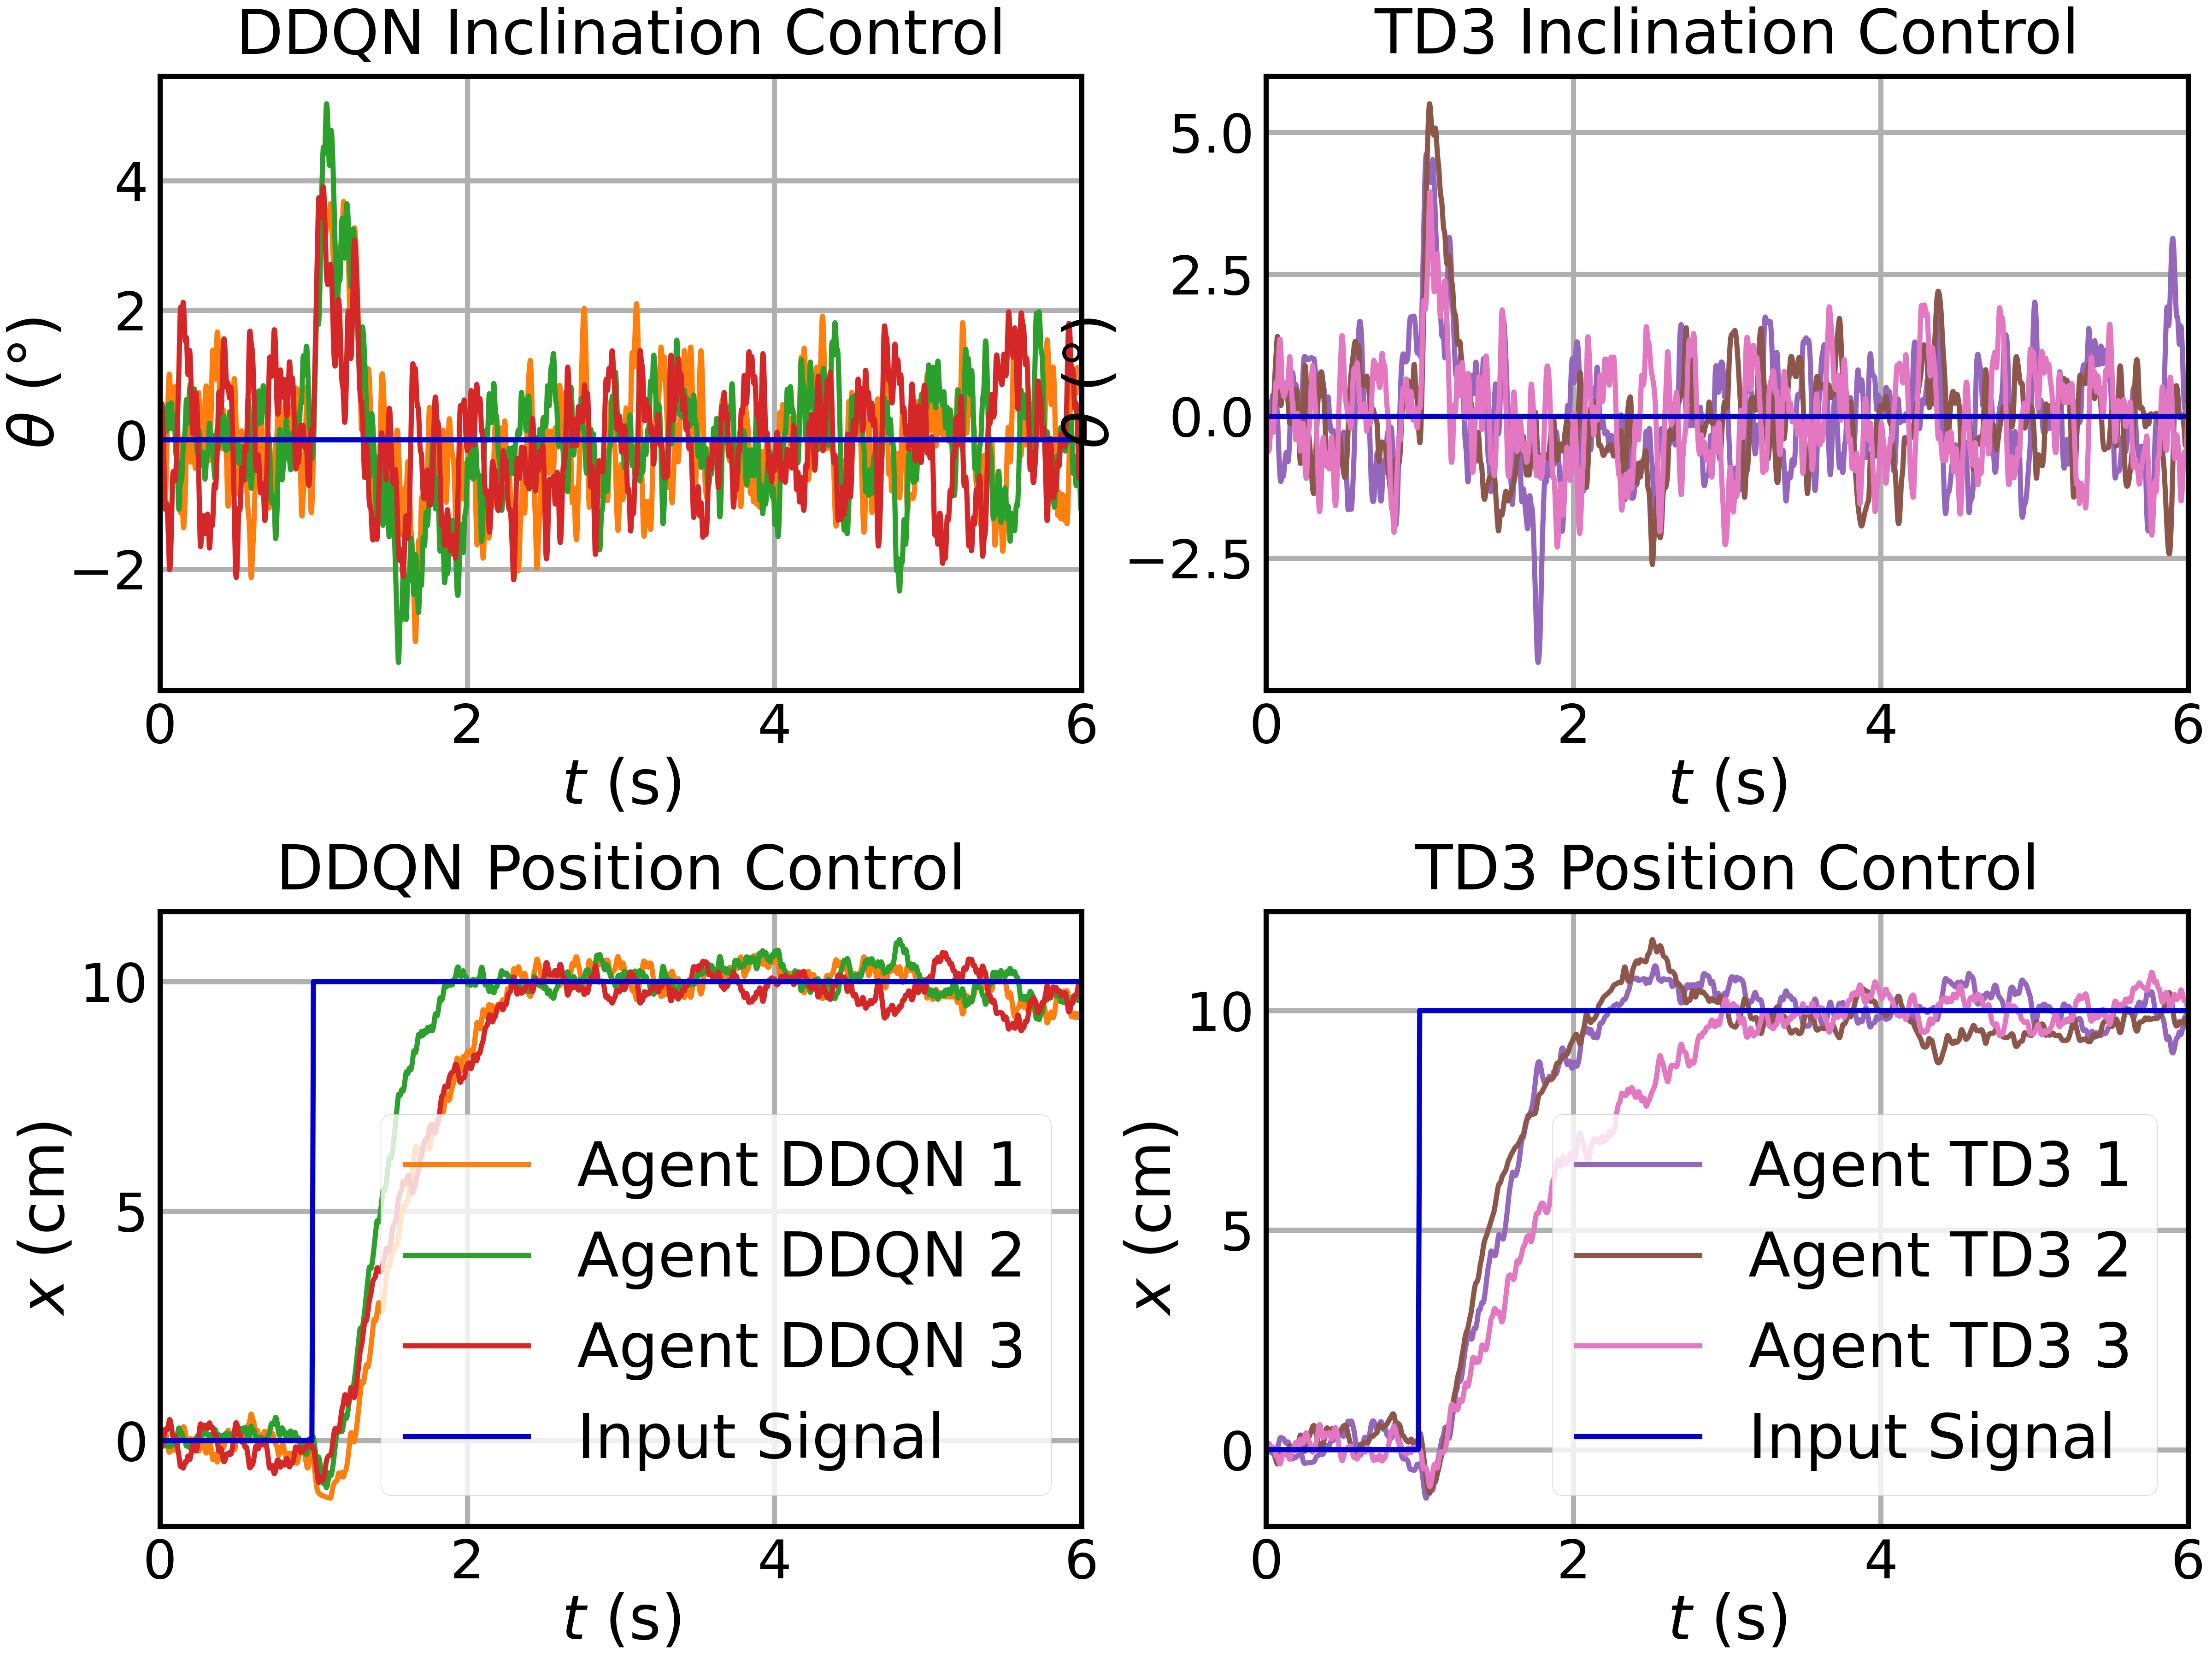 DDQN Inclination Control
θ (°)
4
2
0
−2
0 2 4 6
t (s)
TD3 Inclination Control
θ (°)
5.0
2.5
0.0
−2.5
0 2 4 6
t (s)
DDQN Position Control
x (cm)
10
5
0
Agent DDQN 1
Agent DDQN 2
Agent DDQN 3
Input Signal
0 2 4 6
t (s)
TD3 Position Control
x (cm)
10
5
0
Agent TD3 1
Agent TD3 2
Agent TD3 3
Input Signal
0 2 4 6
t (s)